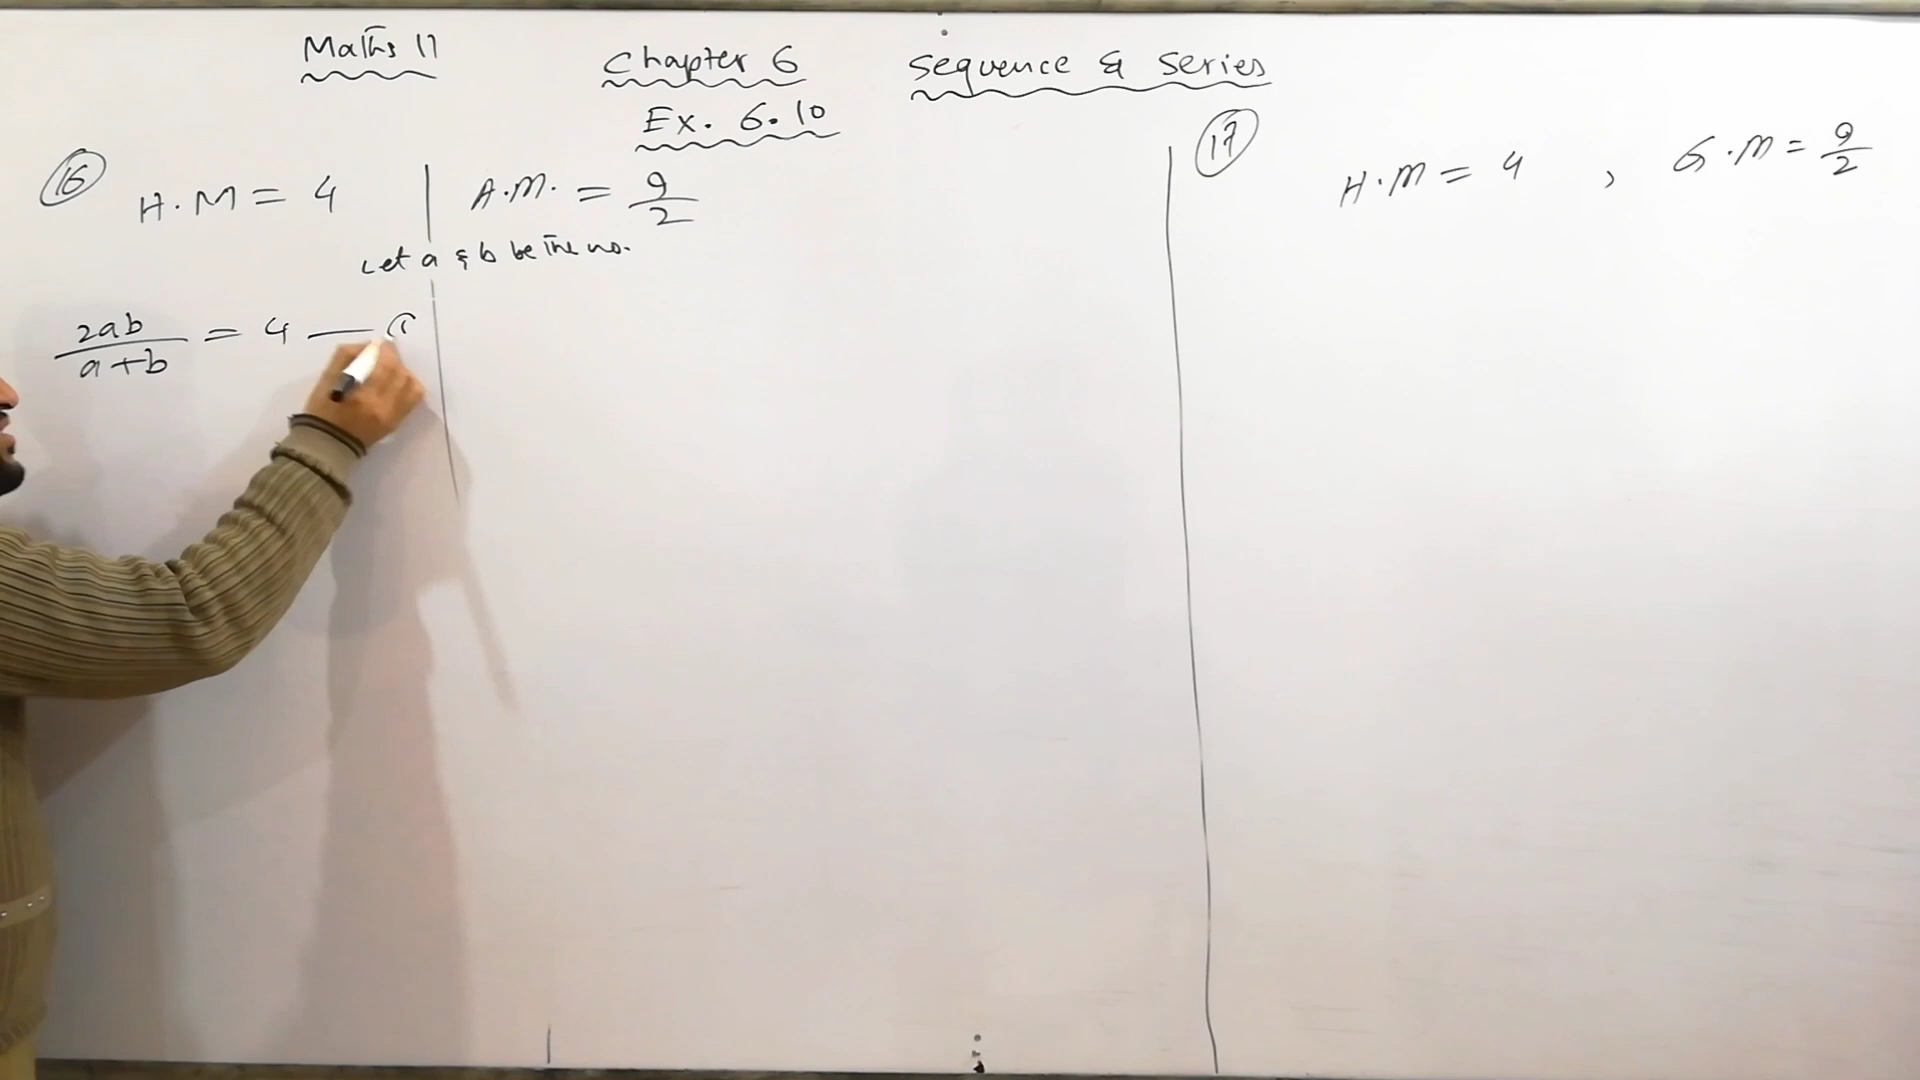 Maths 11 Chapter 6 Sequence & Series
Ex. 6.10
16 H.M = 4 A.M. = 9/2
Let a & b be the no.
2ab/a+b = 4 — 1
17 H.M = 4 , G.M = 9/2